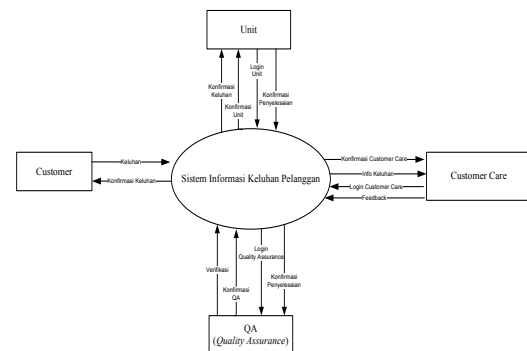 Unit
Konfirmasi
Keluhan
Konfirmasi
Unit
Login
Unit
Konfirmasi
Penyelesaian
Customer
Keluhan
Konfirmasi Keluhan
Sistem Informasi Keluhan Pelanggan
Konfirmasi Customer Care
Info Keluhan
Login Customer Care
Feedback
Customer Care
Verifikasi
Konfirmasi
QA
Login
Quality Assurance
Konfirmasi
Penyelesaian
QA
(Quality Assurance)